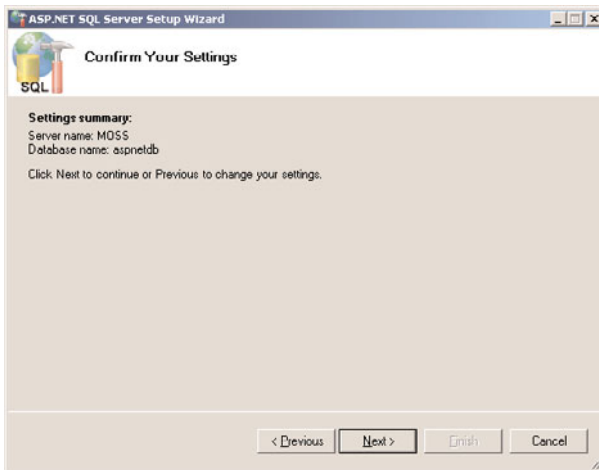 ASP.NET SQL Server Setup Wizard
Confirm Your Settings
SQL
Settings summary:
Server name: MOSS
Database name: aspnetdb
Click Next to continue or Previous to change your settings.
< Previous
Next >
Finish
Cancel